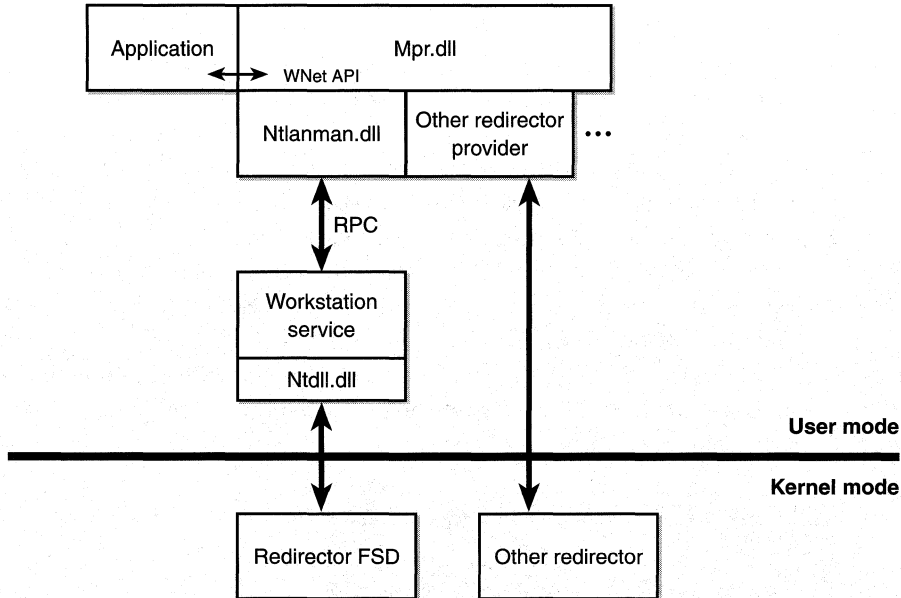 Application
Mpr.dll
WNet API
Ntlanman.dll
Other redirector
provider
...
RPC
Workstation
service
Ntdll.dll
User mode
Kernel mode
Redirector FSD
Other redirector